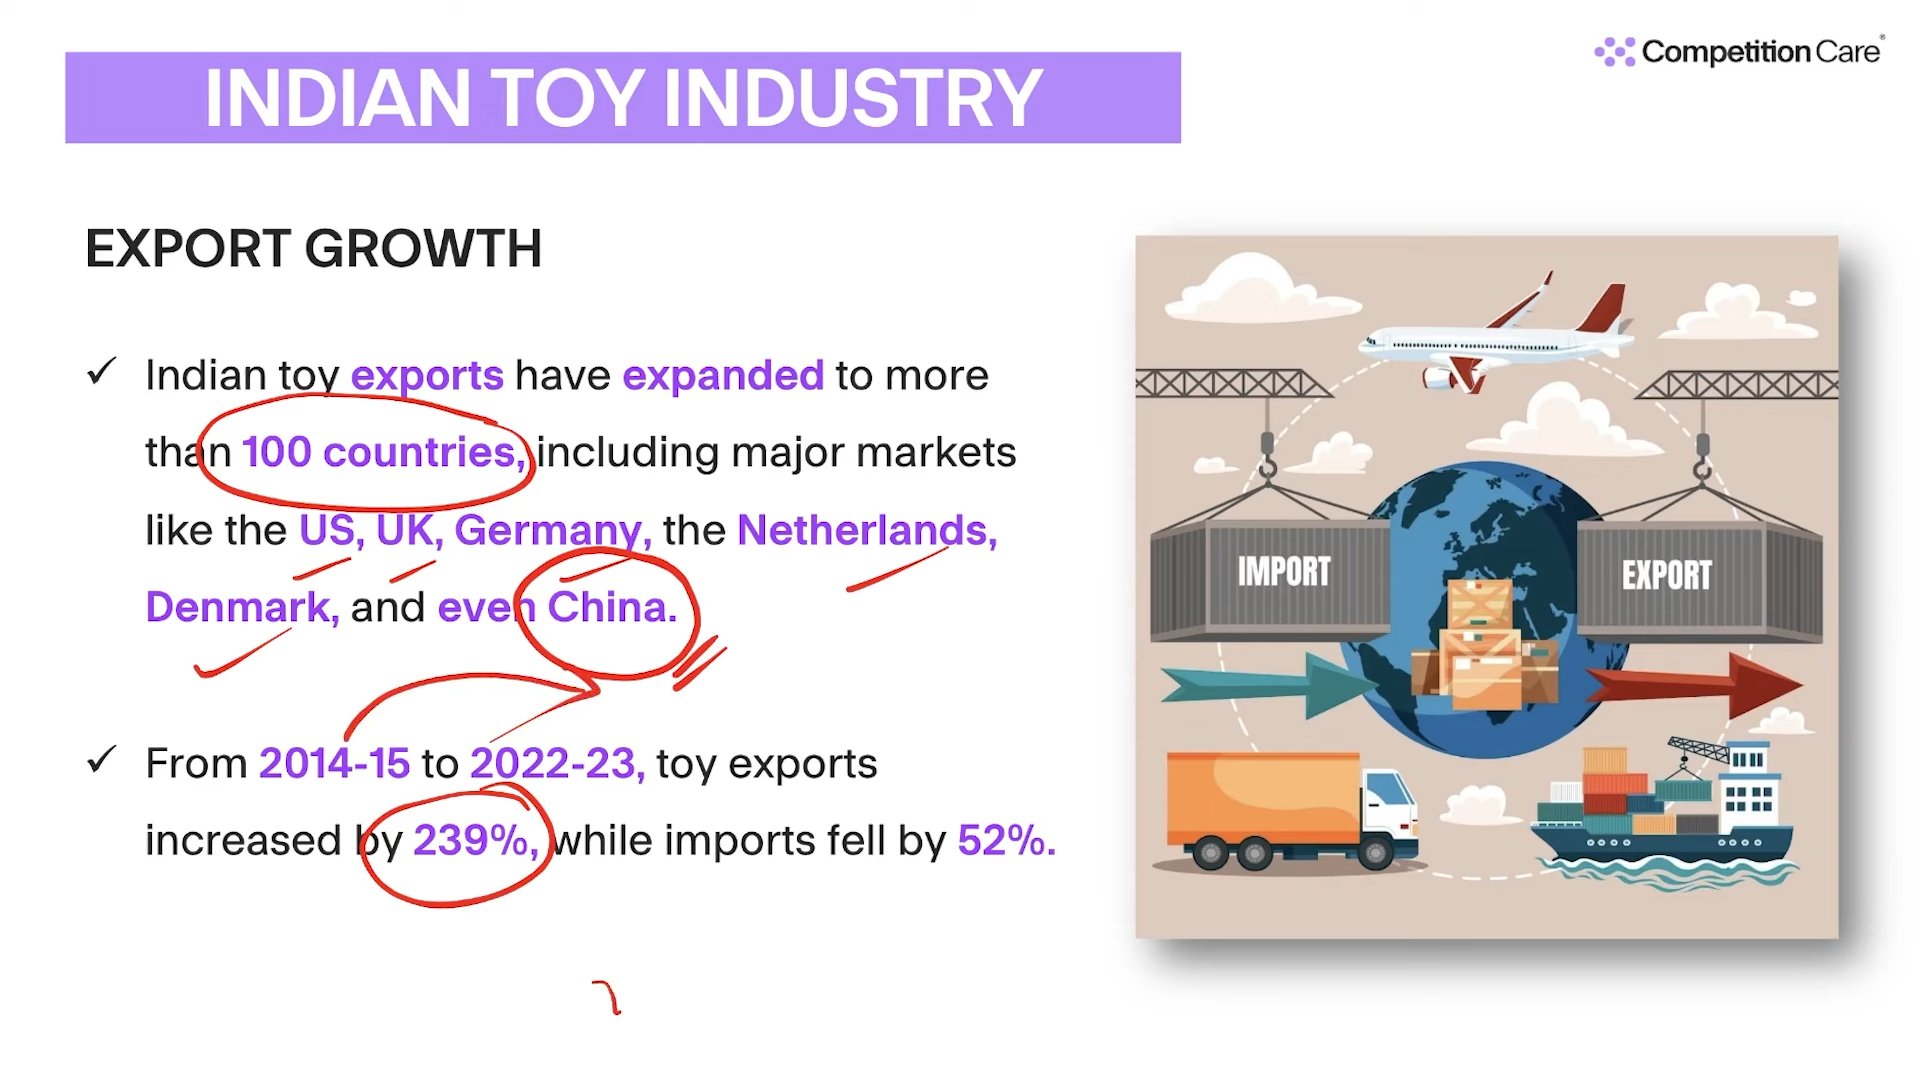 Competition Care®
INDIAN TOY INDUSTRY
EXPORT GROWTH
✓ Indian toy exports have expanded to more
than 100 countries, including major markets
like the US, UK, Germany, the Netherlands,
Denmark, and even China.
✓ From 2014-15 to 2022-23, toy exports
increased by 239%, while imports fell by 52%.
IMPORT
EXPORT